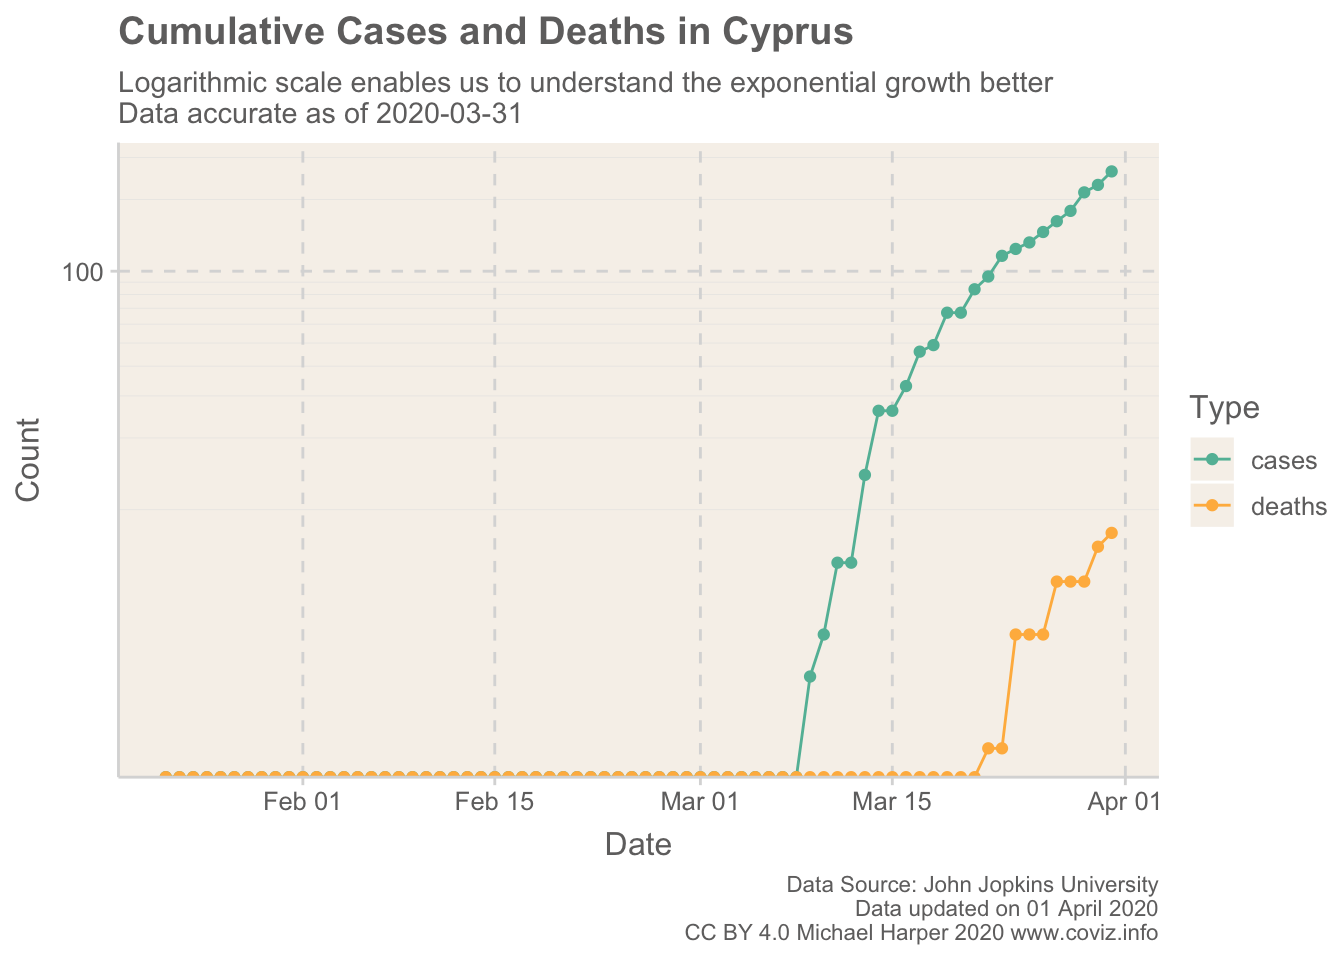 Cumulative Cases and Deaths in Cyprus
Logarithmic scale enables us to understand the exponential growth better
Data accurate as of 2020-03-31
100
Count
Type
cases
deaths
Feb 01
Feb 15
Mar 01
Mar 15
Apr 01
Date
Data Source: John Jopkins University
Data updated on 01 April 2020
CC BY 4.0 Michael Harper 2020 www.coviz.info